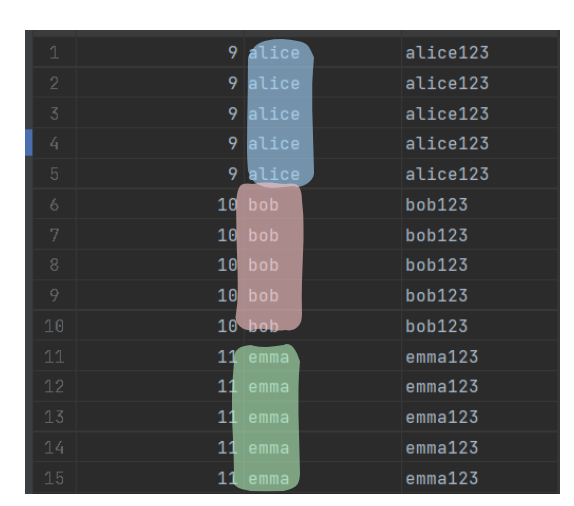 1 9 alice alice123
2 9 alice alice123
3 9 alice alice123
4 9 alice alice123
5 9 alice alice123
6 10 bob bob123
7 10 bob bob123
8 10 bob bob123
9 10 bob bob123
10 10 bob bob123
11 11 emma emma123
12 11 emma emma123
13 11 emma emma123
14 11 emma emma123
15 11 emma emma123